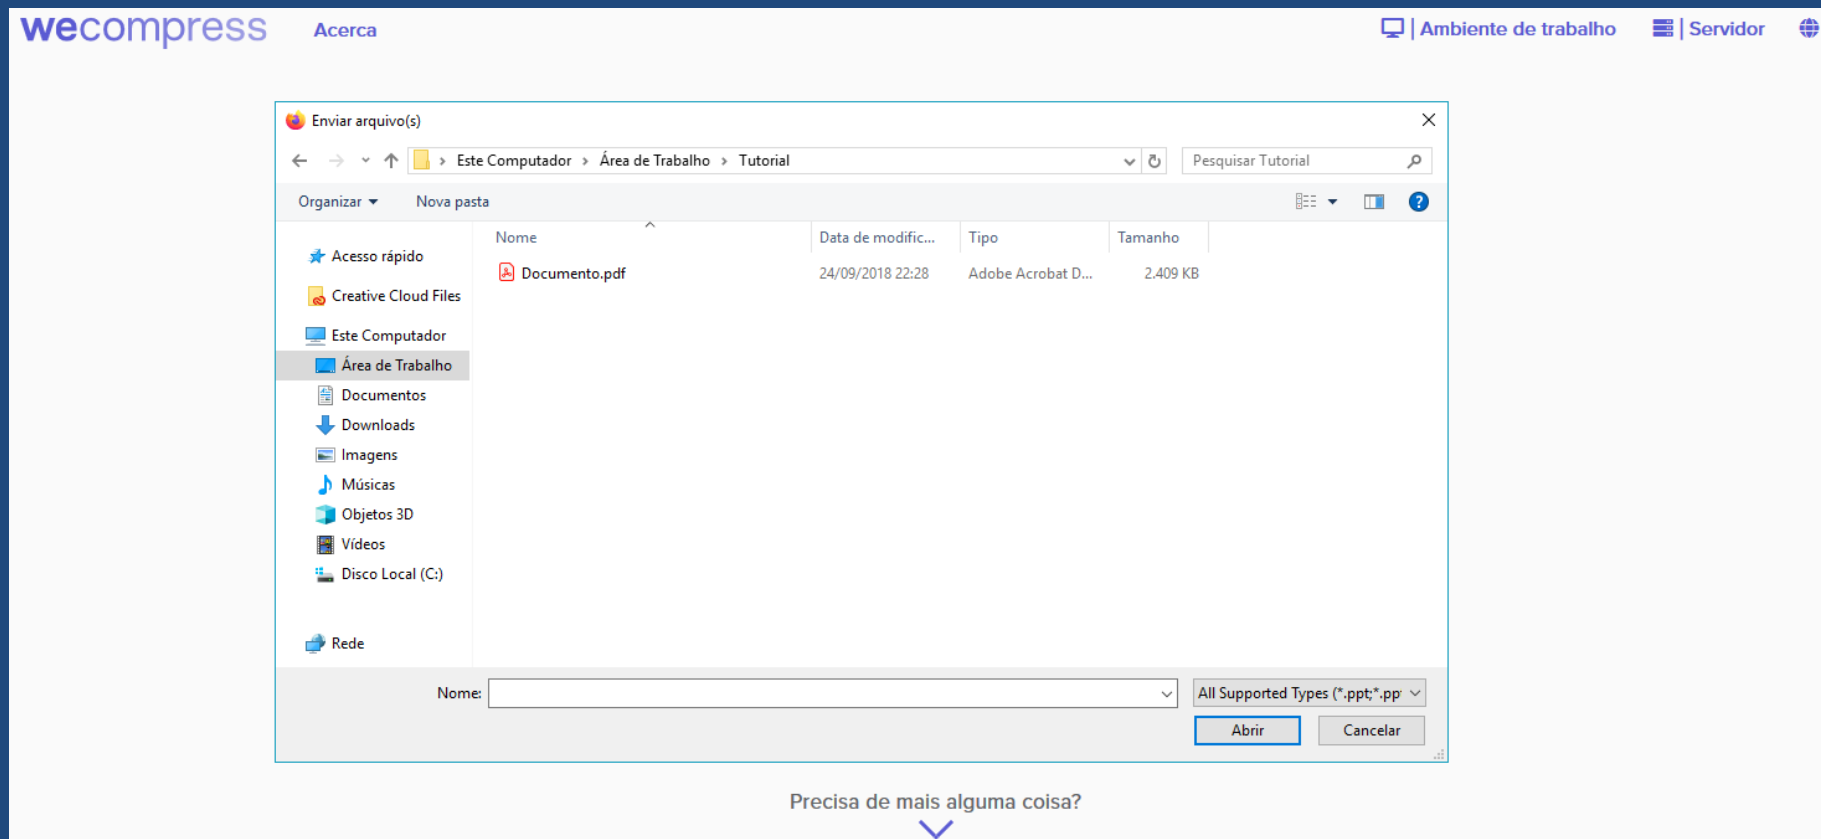 wecompress Acerca | Ambiente de trabalho | Servidor
Enviar arquivo(s)
Este Computador > Área de Trabalho > Tutorial Pesquisar Tutorial
Organizar Nova pasta
Nome Data de modific... Tipo Tamanho
Documento.pdf 24/09/2018 22:28 Adobe Acrobat D... 2.409 KB
Acesso rápido
Creative Cloud Files
Este Computador
Área de Trabalho
Documentos
Downloads
Imagens
Músicas
Objetos 3D
Vídeos
Disco Local (C:)
Rede
Nome: All Supported Types (*.ppt;*.pp
Abrir Cancelar
Precisa de mais alguma coisa?